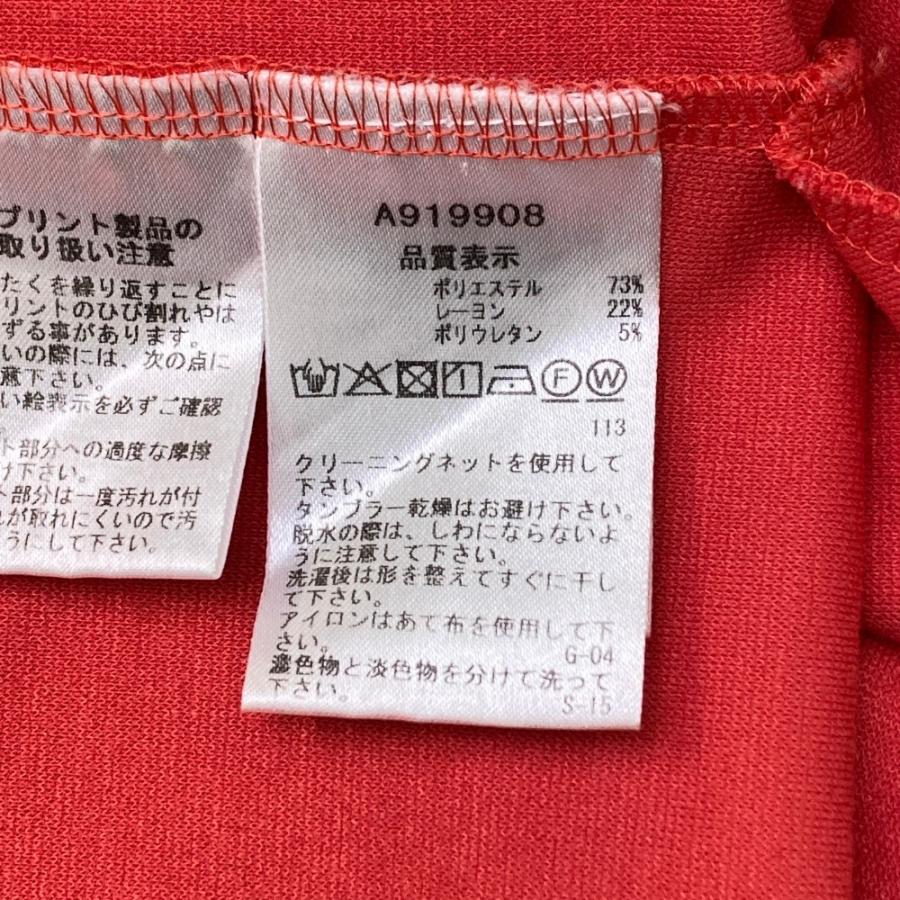 プリント製品の
取り扱い注意
たくを繰り返すことに
リントのひび割れやは
ずる事があります。
いの際には、次の点に
意下さい。
い絵表示を必ずご確認
ト部分への過度な摩擦
け下さい。
ト部分は一度汚れが付
が取れにくいので汚
うにして下さい。
A919908
品質表示
ポリエステル 73%
レーヨン 22%
ポリウレタン 5%
1 F W
113
クリーニングネットを使用して
下さい。
タンブラー乾燥はお避け下さい。
脱水の際は、しわにならないよ
うに注意して下さい。
洗濯後は形を整えてすぐに干し
て下さい。
アイロンはあて布を使用して下
さい。
G-04
濃色物と淡色物を分けて洗って
下さい。
S-15